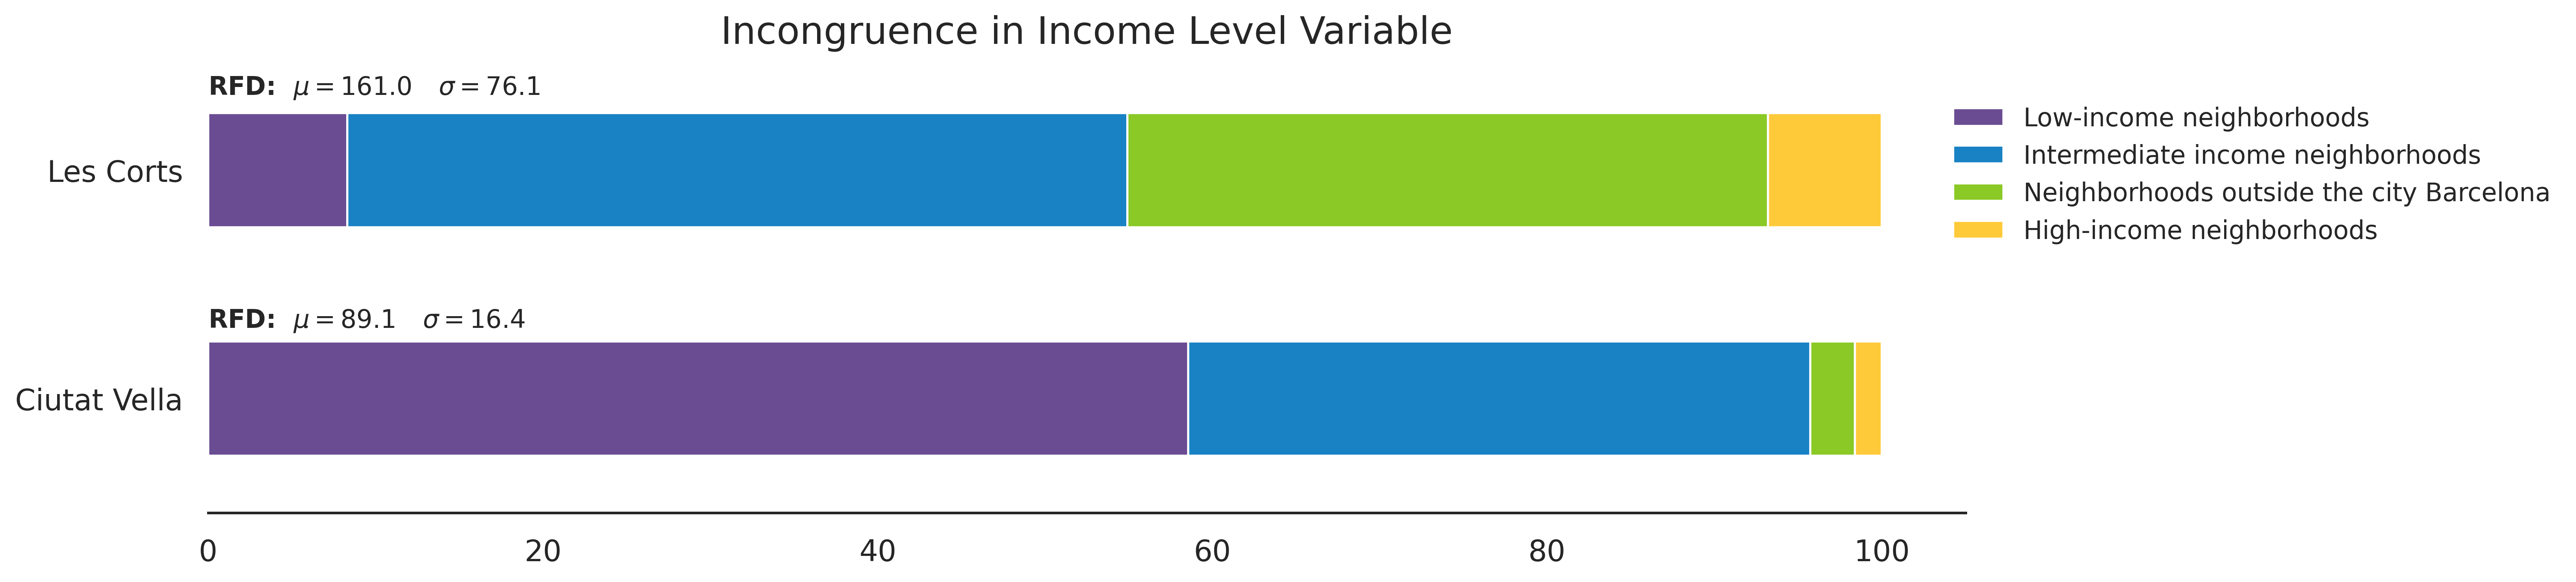 Incongruence in Income Level Variable
RFD: μ = 161.0 σ = 76.1
Les Corts
Low-income neighborhoods
Intermediate income neighborhoods
Neighborhoods outside the city Barcelona
High-income neighborhoods
RFD: μ = 89.1 σ = 16.4
Ciutat Vella
0 20 40 60 80 100